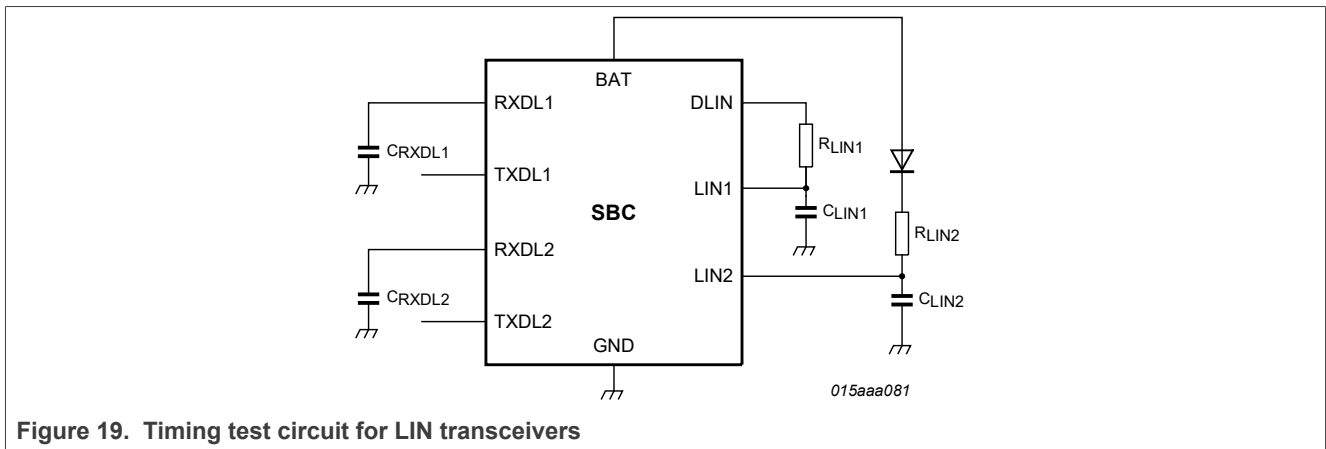 BAT
RXDL1
DLIN
CRXDL1
RLIN1
TXDL1
LIN1
SBC
CLIN1
RXDL2
RLIN2
LIN2
CRXDL2
CLIN2
TXDL2
GND
015aaa081
Figure 19. Timing test circuit for LIN transceivers